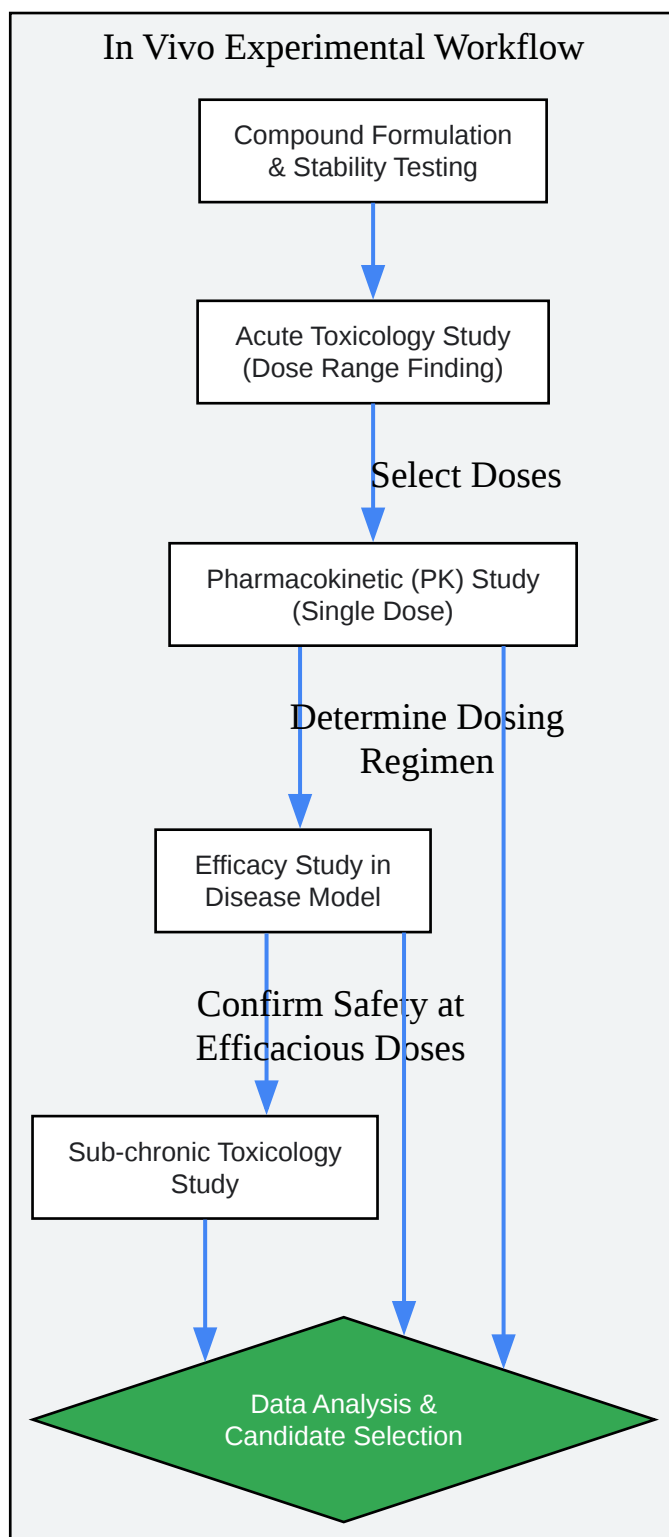 In Vivo Experimental Workflow
Compound Formulation
& Stability Testing
Acute Toxicology Study
(Dose Range Finding)
Select Doses
Pharmacokinetic (PK) Study
(Single Dose)
Determine Dosing
Regimen
Efficacy Study in
Disease Model
Confirm Safety at
Efficacious Doses
Sub-chronic Toxicology
Study
Data Analysis &
Candidate Selection